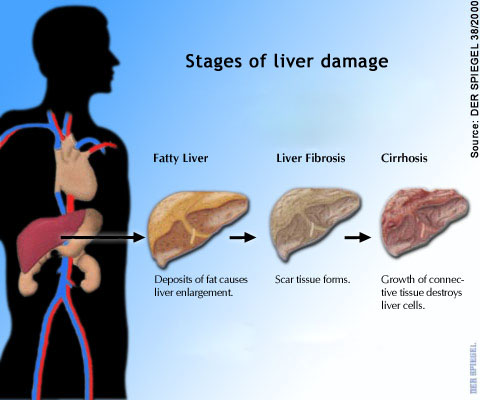 Stages of liver damage
Source: DER SPIEGEL 38/2000
Fatty Liver
Liver Fibrosis
Cirrhosis
Deposits of fat causes
liver enlargement.
Scar tissue forms.
Growth of connec-
tive tissue destroys
liver cells.
DER SPIEGEL